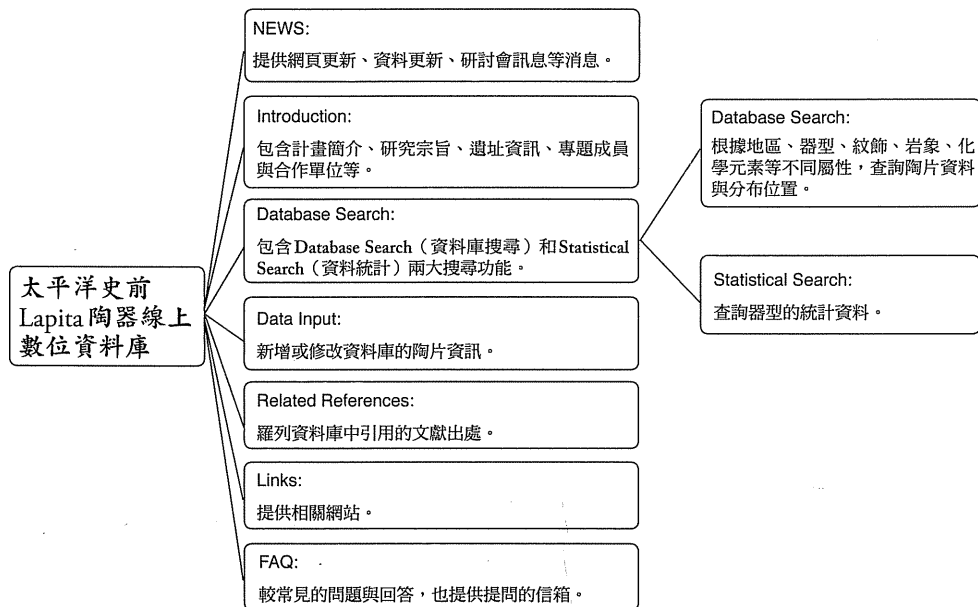 太平洋史前
Lapita 陶器線上
數位資料庫
NEWS:
提供網頁更新、資料更新、研討會訊息等消息。
Introduction:
包含計畫簡介、研究宗旨、遺址資訊、專題成員
與合作單位等。
Database Search:
包含Database Search（資料庫搜尋）和Statistical
Search（資料統計）兩大搜尋功能。
Database Search:
根據地區、器型、紋飾、岩象、化
學元素等不同屬性，查詢陶片資料
與分布位置。
Statistical Search:
查詢器型的統計資料。
Data Input:
新增或修改資料庫的陶片資訊。
Related References:
羅列資料庫中引用的文獻出處。
Links:
提供相關網站。
FAQ:
較常見的問題與回答，也提供提問的信箱。